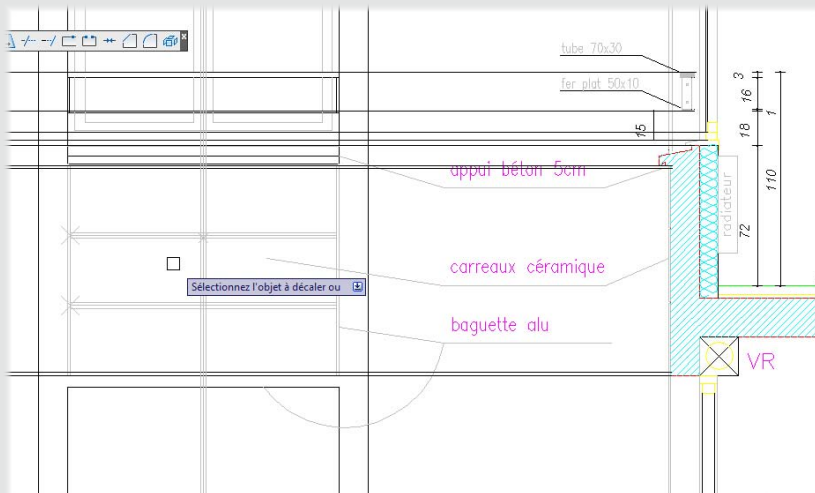 tube 70x30
fer plat 50x10
3
16
1
15
18
appui béton 5cm
110
radiateur
72
carreaux céramique
Sélectionnez l'objet à décaler ou
baguette alu
VR